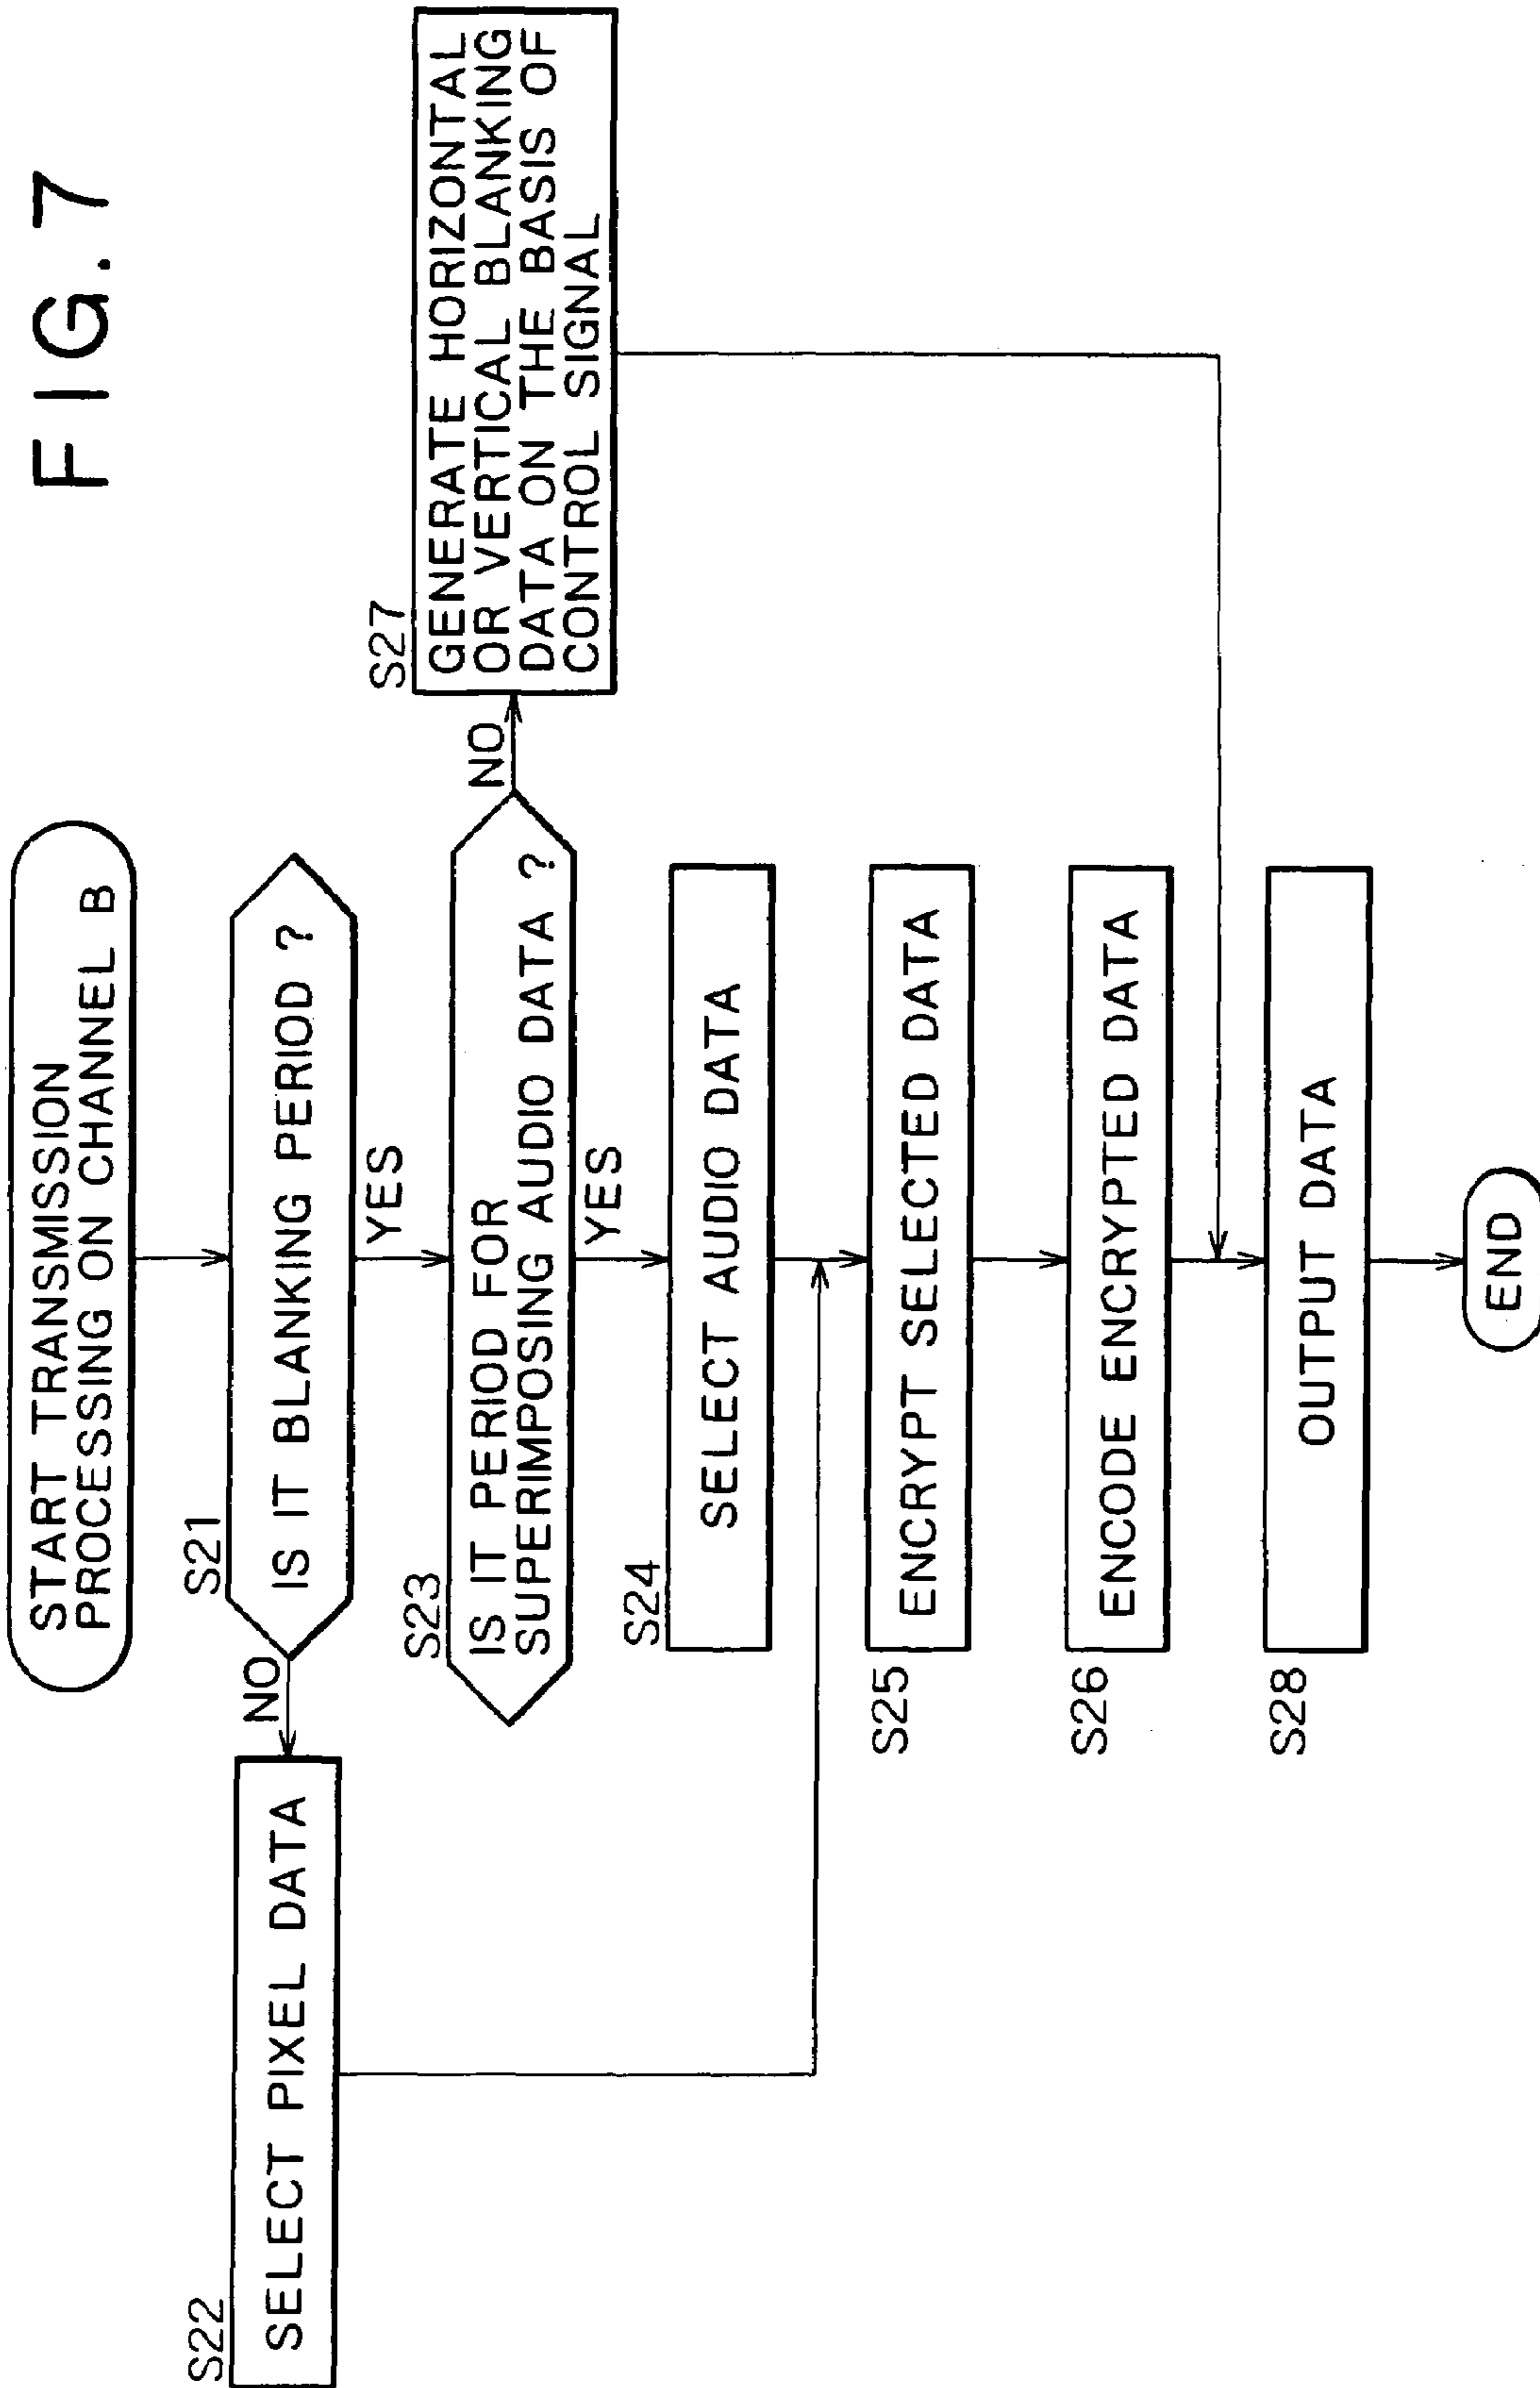 FIG.7
START TRANSMISSION
PROCESSING ON CHANNEL B
S21
IS IT BLANKING PERIOD ?
NO
YES
S22
SELECT PIXEL DATA
S23
IS IT PERIOD FOR
SUPERIMPOSING AUDIO DATA ?
NO
YES
S27
GENERATE HORIZONTAL
OR VERTICAL BLANKING
DATA ON THE BASIS OF
CONTROL SIGNAL
S24
SELECT AUDIO DATA
S25
ENCRYPT SELECTED DATA
S26
ENCODE ENCRYPTED DATA
S28
OUTPUT DATA
END